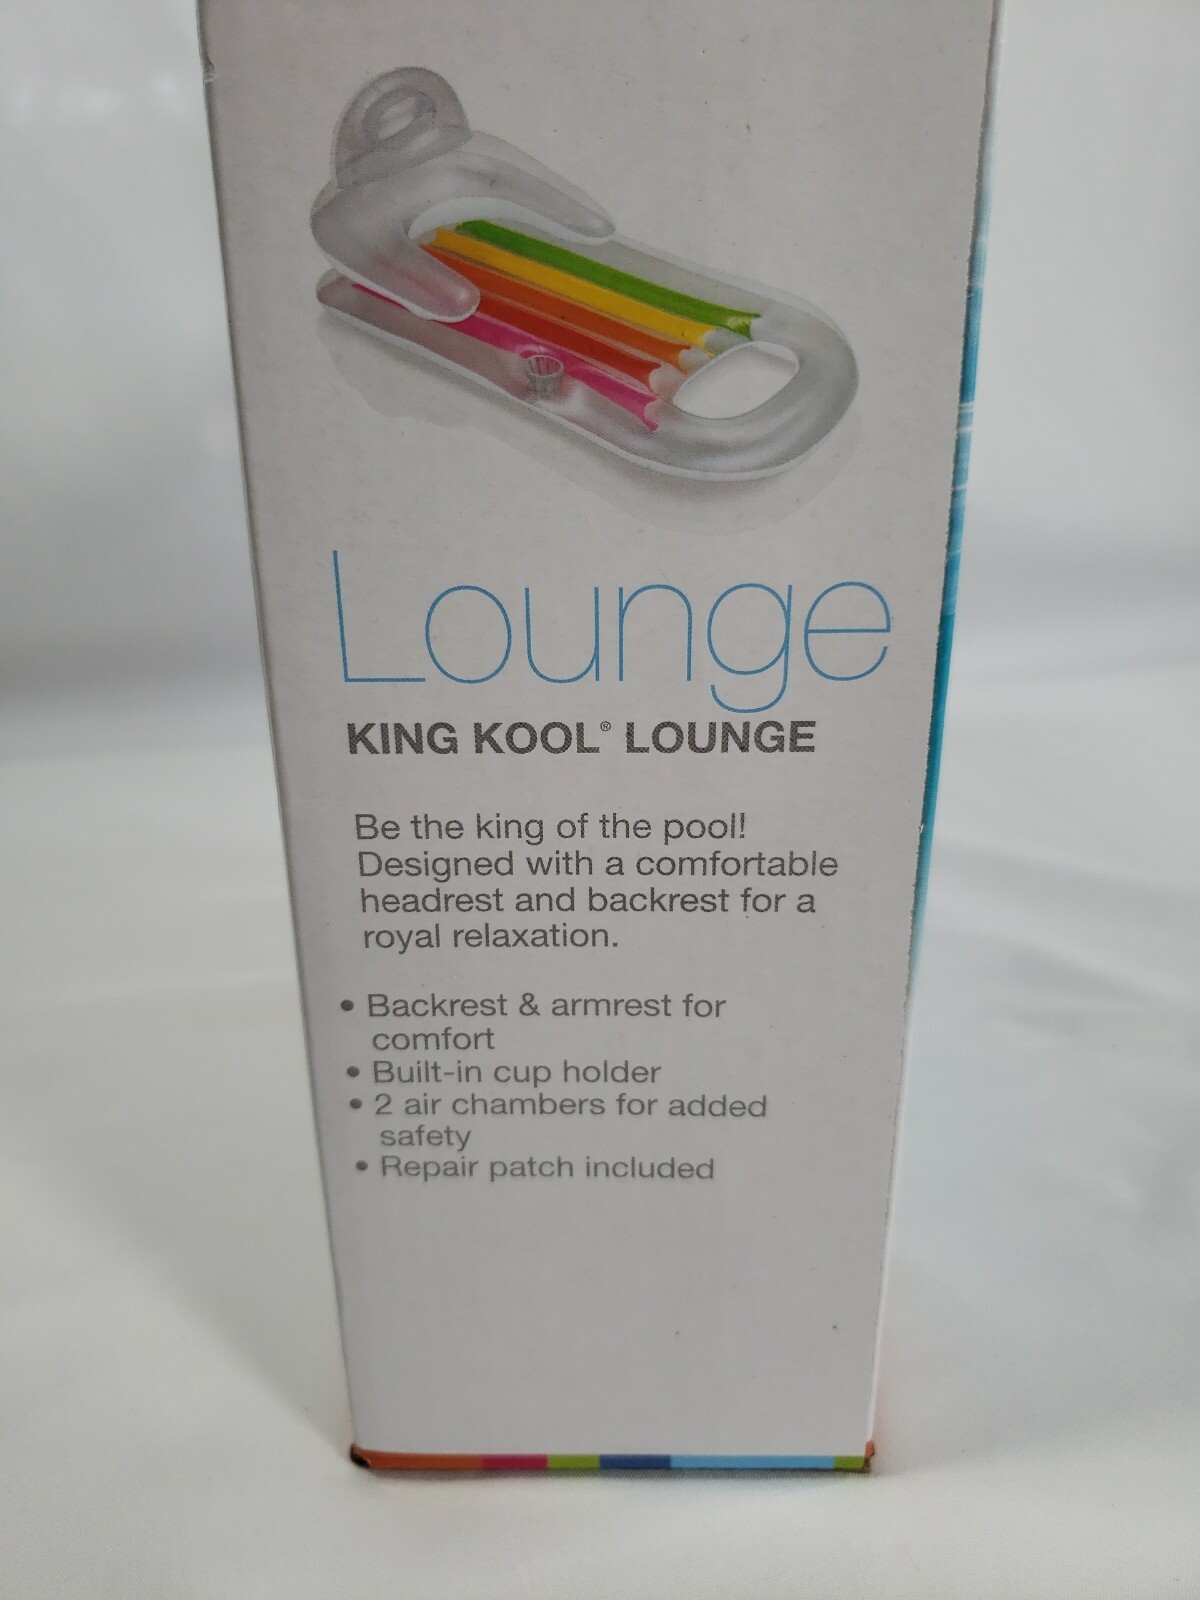 Lounge
KING KOOL® LOUNGE
Be the king of the pool!
Designed with a comfortable
headrest and backrest for a
royal relaxation.
• Backrest & armrest for
comfort
• Built-in cup holder
• 2 air chambers for added
safety
• Repair patch included